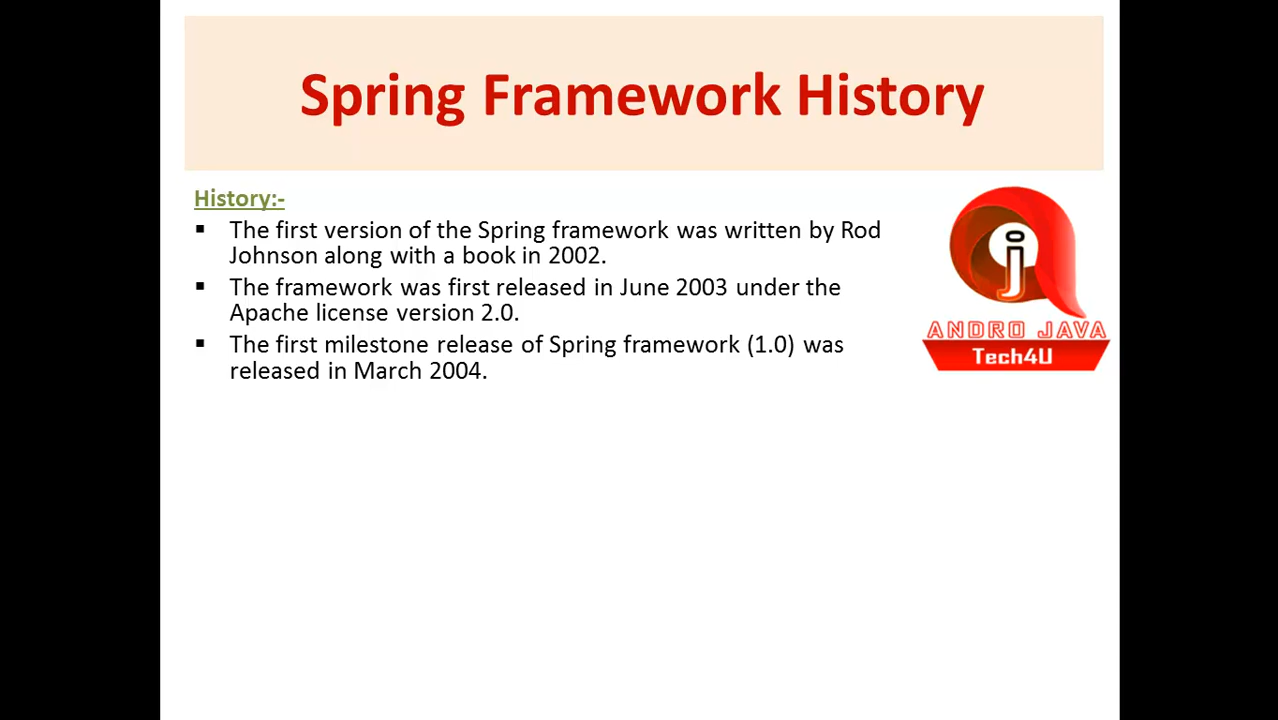 Spring Framework History
History:-
▪ The first version of the Spring framework was written by Rod
Johnson along with a book in 2002.
▪ The framework was first released in June 2003 under the
Apache license version 2.0.
▪ The first milestone release of Spring framework (1.0) was
released in March 2004.
j
ANDRO JAVA
Tech4U